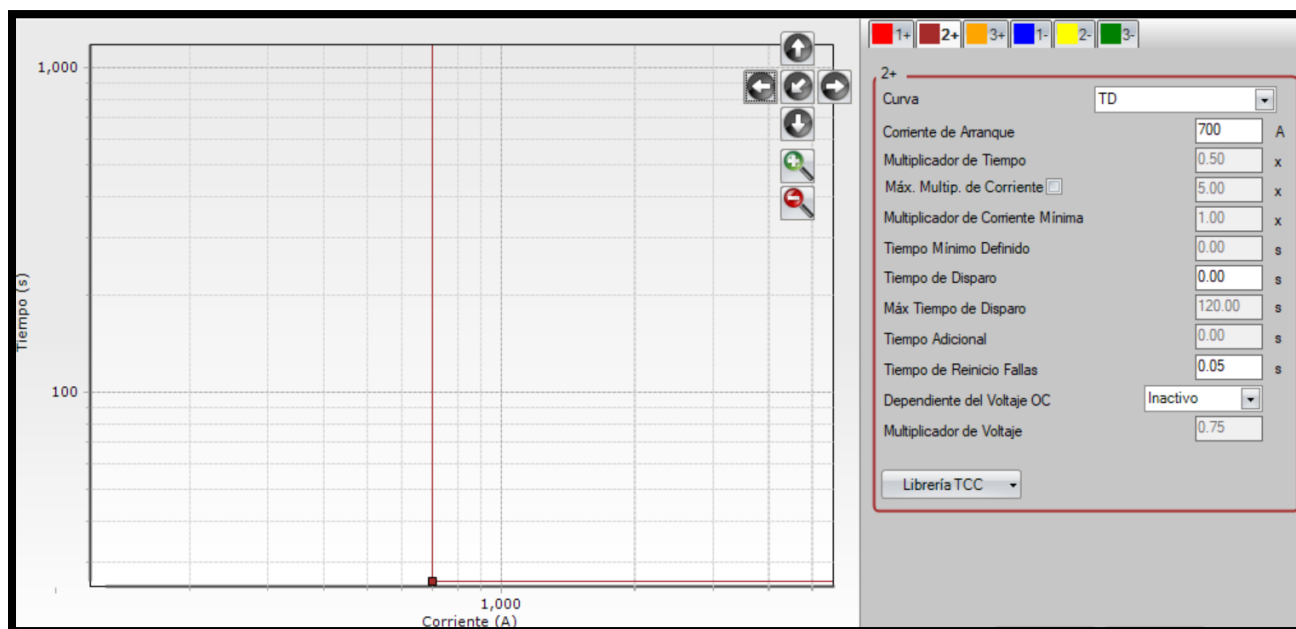 1+ 2+ 3+ 1- 2- 3-
2+
Curva TD
Corriente de Arranque 700 A
Multiplicador de Tiempo 0.50 x
Máx. Multip. de Corriente 5.00 x
Multiplicador de Corriente Mínima 1.00 x
Tiempo Mínimo Definido 0.00 s
Tiempo de Disparo 0.00 s
Máx Tiempo de Disparo 120.00 s
Tiempo Adicional 0.00 s
Tiempo de Reinicio Fallas 0.05 s
Dependiente del Voltaje OC Inactivo
Multiplicador de Voltaje 0.75
Librería TCC
1,000
100
Tiempo (s)
1,000
Corriente (A)